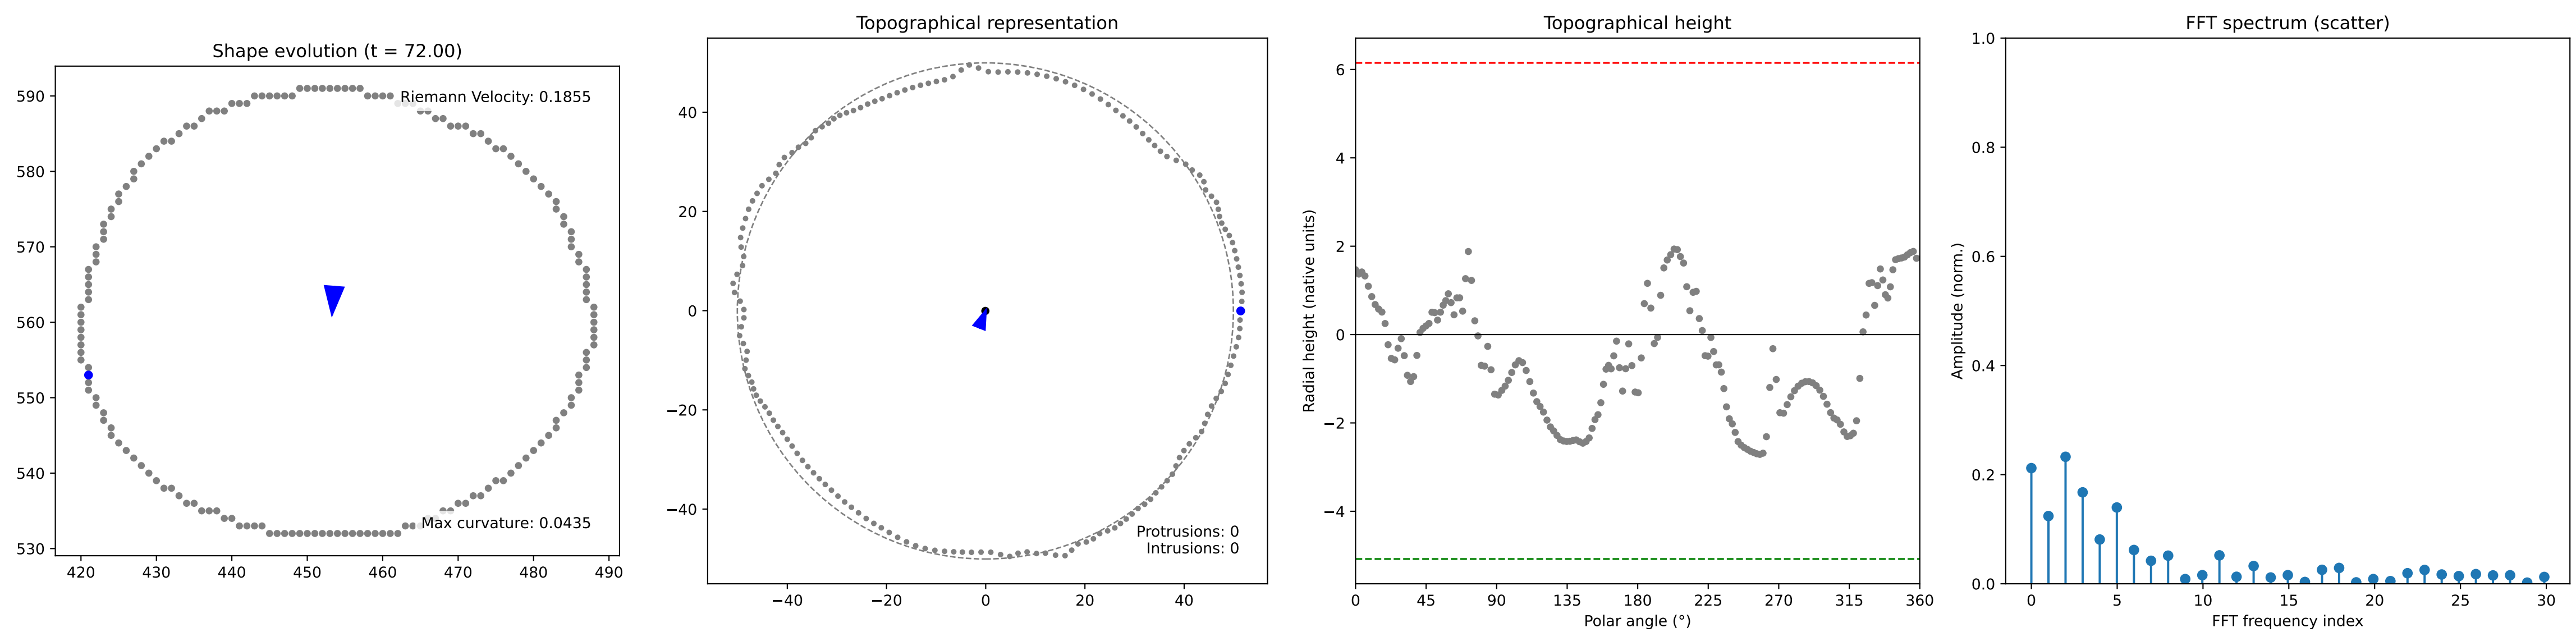 Shape evolution (t = 72.00)
Riemann Velocity: 0.1855
Max curvature: 0.0435
590
580
570
560
550
540
530
420 430 440 450 460 470 480 490
Topographical representation
40
20
0
−20
−40
Protrusions: 0
Intrusions: 0
−40 −20 0 20 40
Topographical height
Radial height (native units)
6
4
2
0
−2
−4
0 45 90 135 180 225 270 315 360
Polar angle (°)
FFT spectrum (scatter)
Amplitude (norm.)
1.0
0.8
0.6
0.4
0.2
0.0
0 5 10 15 20 25 30
FFT frequency index